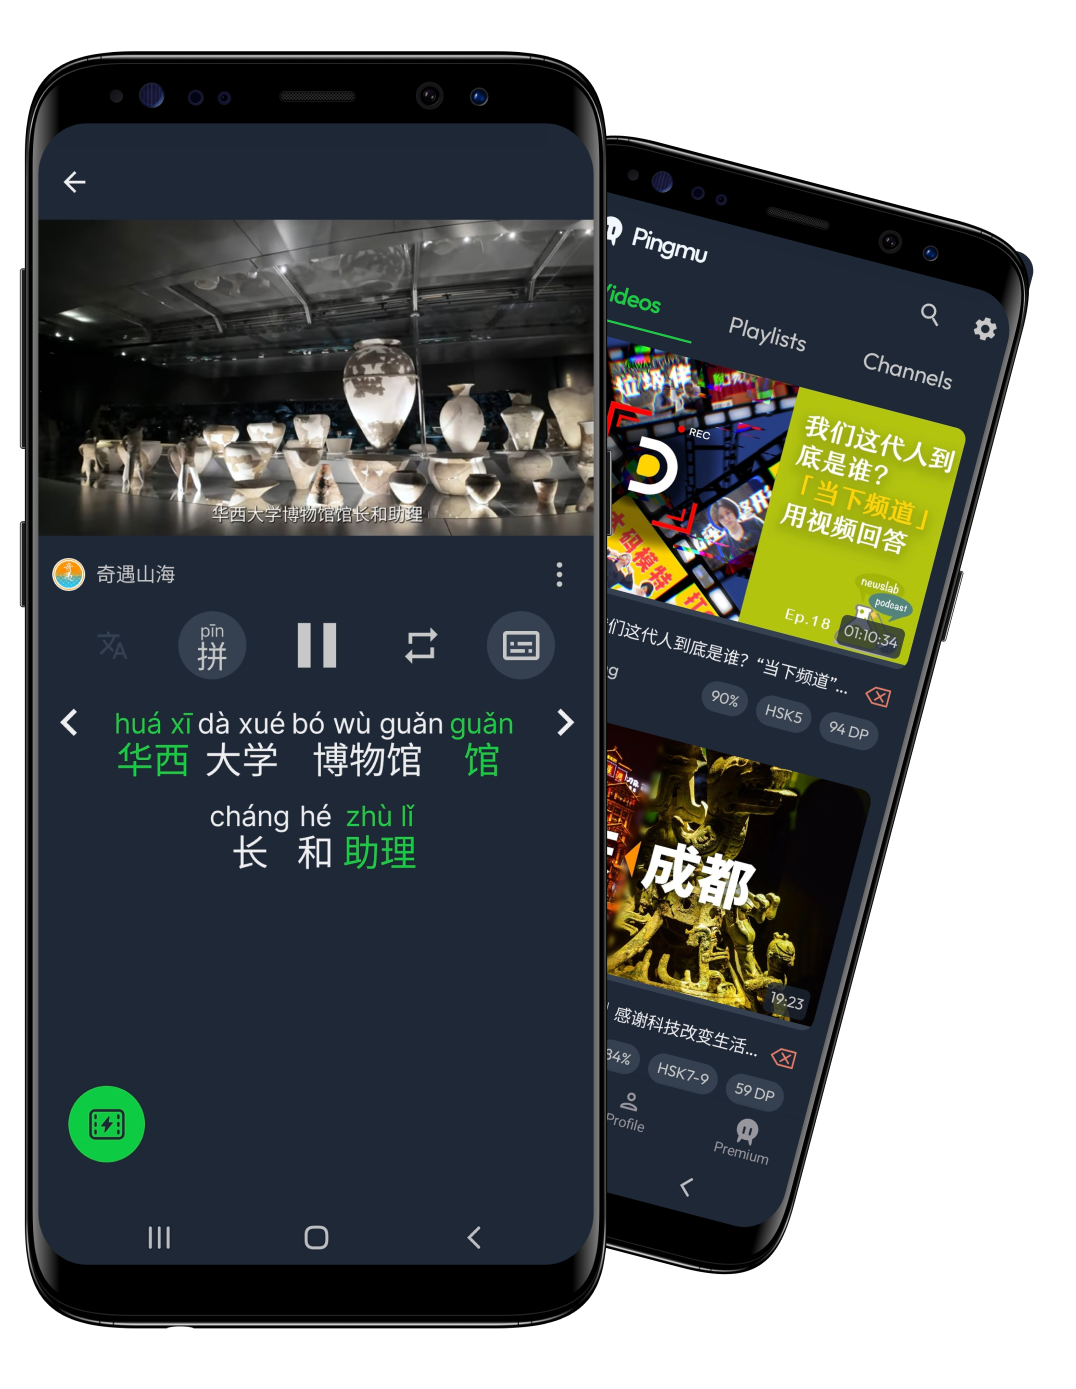 华西大学博物馆馆长和助理
奇遇山海
pīn
拼
huá xī dà xué bó wù guǎn guǎn
华西 大学 博物馆 馆
cháng hé zhù lǐ
长 和 助理
Pingmu
Videos
Playlists
Channels
REC
我们这代人到
底是谁?
「当下频道」
用视频回答
newslab
podcast
Ep.18
01:10:34
们这代人到底是谁? “当下频道”...
90%
HSK5
94 DP
成都
19:23
感谢科技改变生活...
84%
HSK7-9
59 DP
Profile
Premium